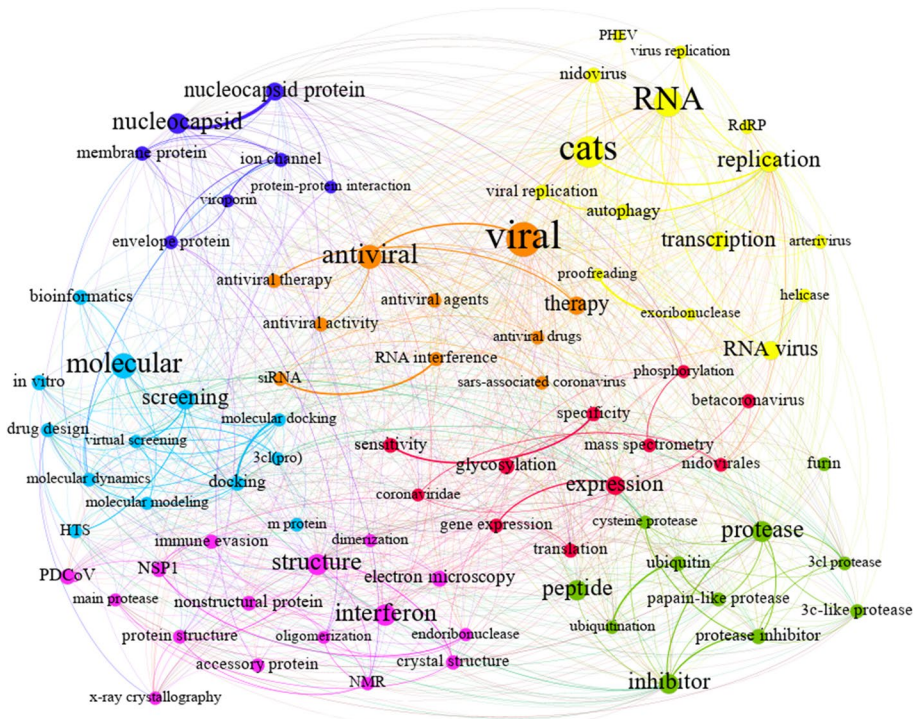 PHEV
virus replication
nidovirus
nucleocapsid protein
RNA
nucleocapsid
RdRP
membrane protein
ion channel
cats
replication
protein-protein interaction
viroporin
viral replication
autophagy
envelope protein
viral
transcription
arterivirus
antiviral
antiviral therapy
proofreading
bioinformatics
antiviral agents
therapy
helicase
exoribonuclease
antiviral activity
antiviral drugs
RNA virus
molecular
RNA interference
phosphorylation
in vitro
siRNA
sars-associated coronavirus
screening
betacoronavirus
molecular docking
specificity
drug design
virtual screening
sensitivity
mass spectrometry
3cl(pro)
glycosylation
nidovirales
furin
molecular dynamics
docking
expression
coronaviridae
molecular modeling
HTS
m protein
gene expression
cysteine protease
protease
immune evasion
dimerization
translation
structure
ubiquitin
3cl protease
PDCoV
NSP1
electron microscopy
peptide
main protease
nonstructural protein
papain-like protease
3c-like protease
interferon
ubiquitination
protein structure
oligomerization
endoribonuclease
protease inhibitor
accessory protein
crystal structure
NMR
inhibitor
x-ray crystallography